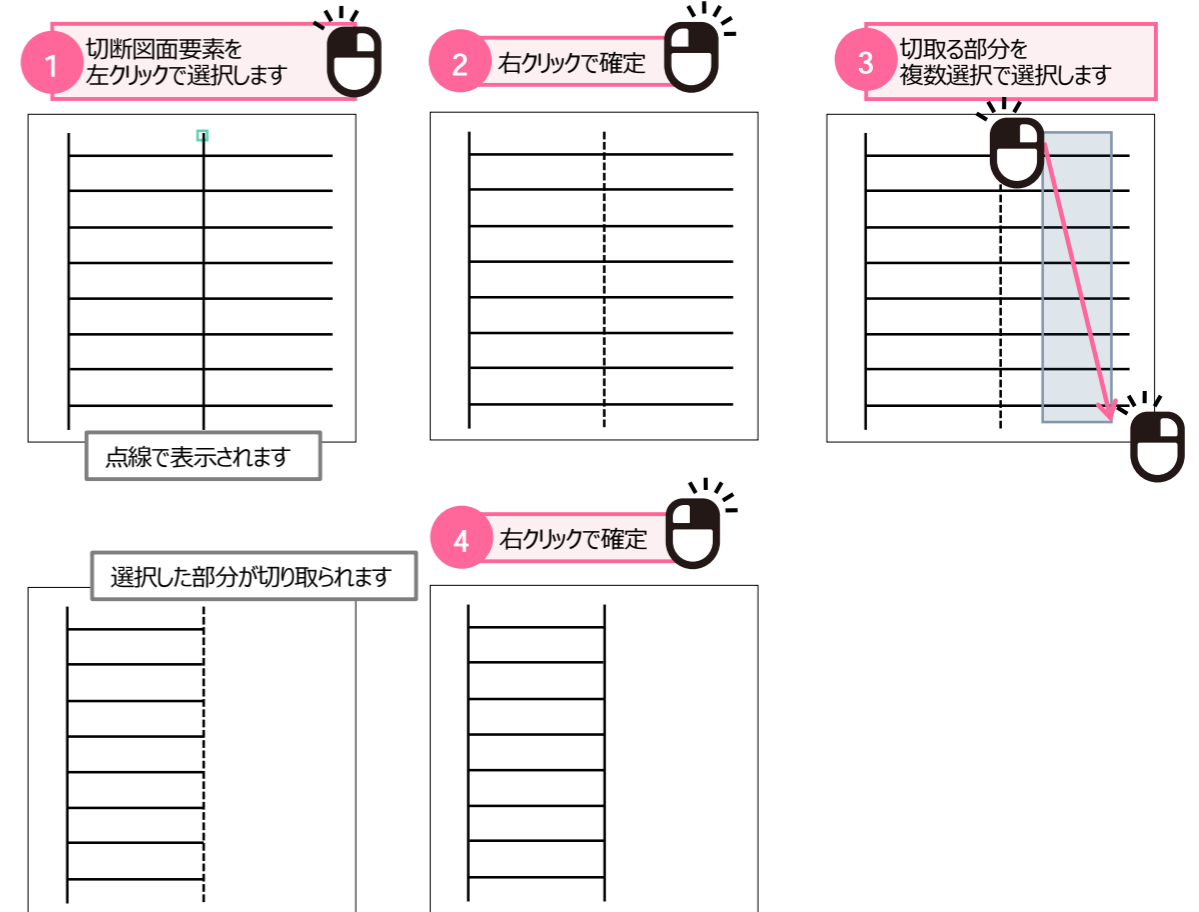 1
切断図面要素を
左クリックで選択します
2
右クリックで確定
3
切取る部分を
複数選択で選択します
点線で表示されます
選択した部分が切り取られます
4
右クリックで確定